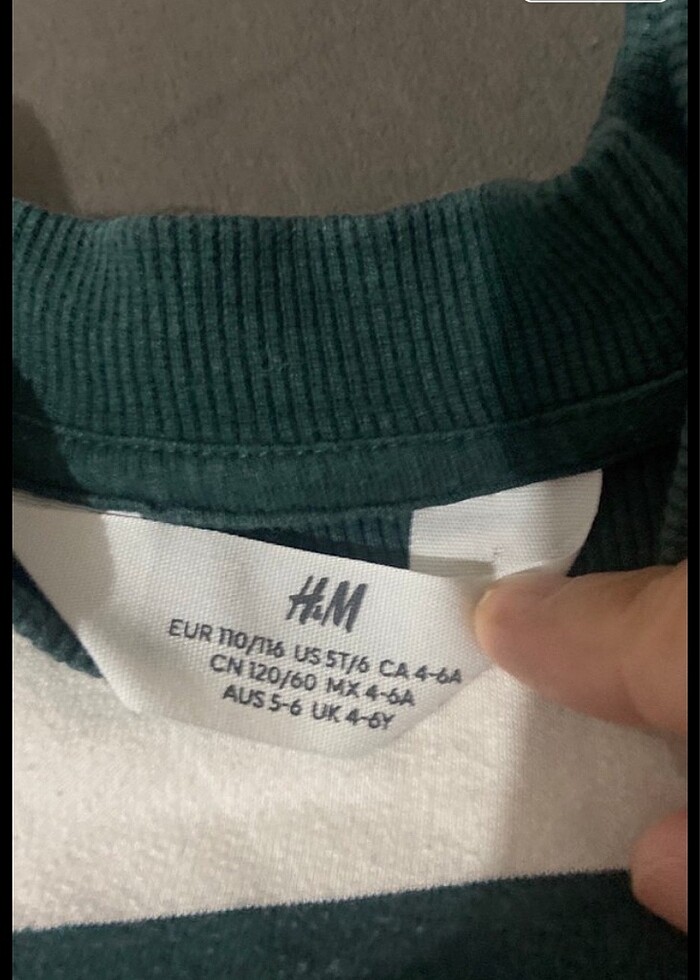 H&M
EUR 110/116 US 5T/6 CA 4-6A
CN 120/60 MX 4-6A
AUS 5-6 UK 4-6Y